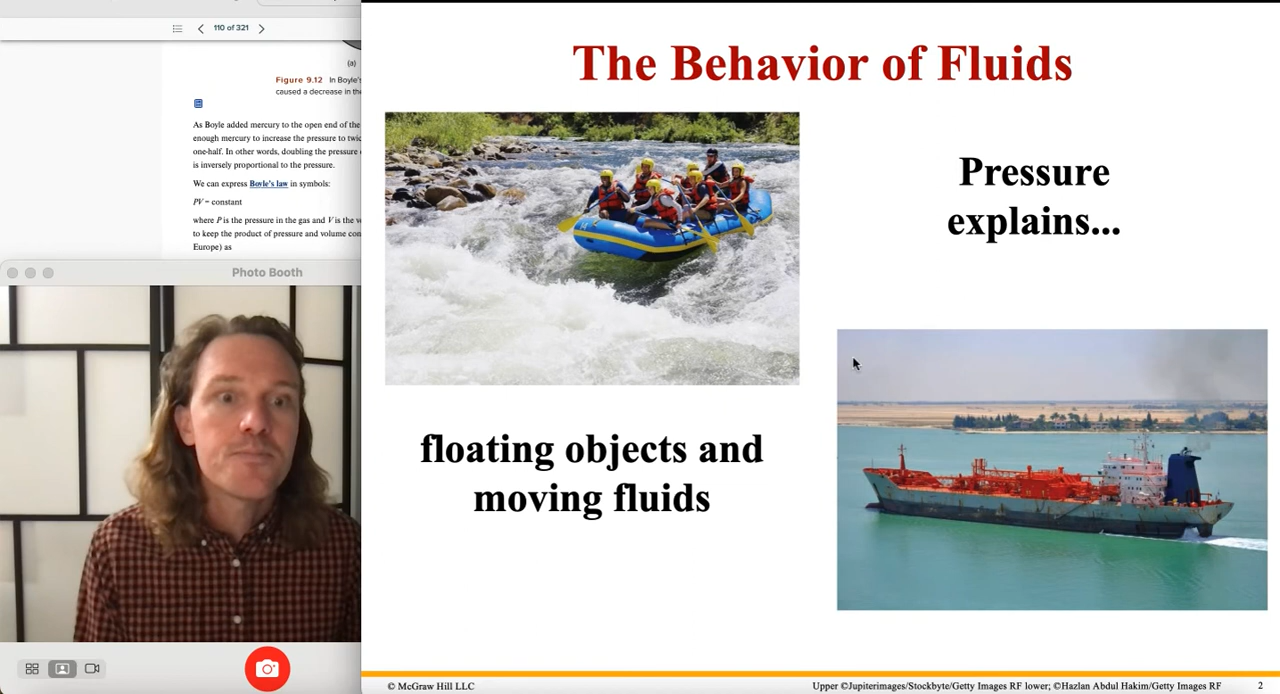 110 of 321
(a)
Figure 9.12 In Boyle's
caused a decrease in the
As Boyle added mercury to the open end of the
enough mercury to increase the pressure to twic
one-half. In other words, doubling the pressure
is inversely proportional to the pressure.
We can express Boyle's law in symbols:
PV = constant
where P is the pressure in the gas and V is the v
to keep the product of pressure and volume con
Europe) as
Photo Booth
The Behavior of Fluids
Pressure
explains...
floating objects and
moving fluids
© McGraw Hill LLC
Upper ©Jupiterimages/Stockbyte/Getty Images RF lower; ©Hazlan Abdul Hakim/Getty Images RF
2